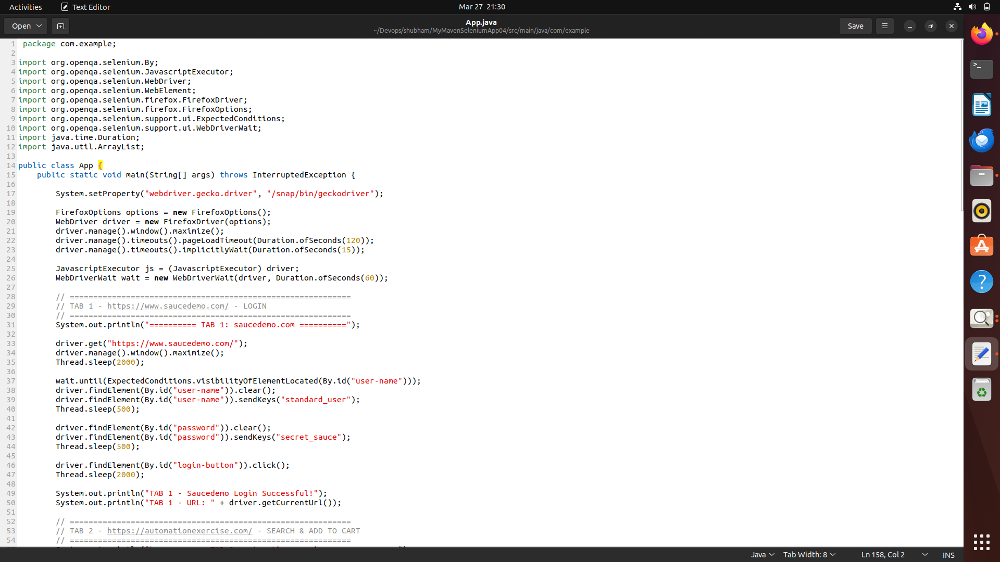 Activities Text Editor Mar 27 21:30
Open App.java Save
~/Devops/shubham/MyMavenSeleniumApp04/src/main/java/com/example
1 package com.example;
2
3 import org.openqa.selenium.By;
4 import org.openqa.selenium.JavascriptExecutor;
5 import org.openqa.selenium.WebDriver;
6 import org.openqa.selenium.WebElement;
7 import org.openqa.selenium.firefox.FirefoxDriver;
8 import org.openqa.selenium.firefox.FirefoxOptions;
9 import org.openqa.selenium.support.ui.ExpectedConditions;
10 import org.openqa.selenium.support.ui.WebDriverWait;
11 import java.time.Duration;
12 import java.util.ArrayList;
13
14 public class App {
15     public static void main(String[] args) throws InterruptedException {
16
17         System.setProperty("webdriver.gecko.driver", "/snap/bin/geckodriver");
18
19         FirefoxOptions options = new FirefoxOptions();
20         WebDriver driver = new FirefoxDriver(options);
21         driver.manage().window().maximize();
22         driver.manage().timeouts().pageLoadTimeout(Duration.ofSeconds(120));
23         driver.manage().timeouts().implicitlyWait(Duration.ofSeconds(15));
24
25         JavascriptExecutor js = (JavascriptExecutor) driver;
26         WebDriverWait wait = new WebDriverWait(driver, Duration.ofSeconds(60));
27
28         // ============================================================
29         // TAB 1 - https://www.saucedemo.com/ - LOGIN
30         // ============================================================
31         System.out.println("========== TAB 1: saucedemo.com ==========");
32
33         driver.get("https://www.saucedemo.com/");
34         driver.manage().window().maximize();
35         Thread.sleep(2000);
36
37         wait.until(ExpectedConditions.visibilityOfElementLocated(By.id("user-name")));
38         driver.findElement(By.id("user-name")).clear();
39         driver.findElement(By.id("user-name")).sendKeys("standard_user");
40         Thread.sleep(500);
41
42         driver.findElement(By.id("password")).clear();
43         driver.findElement(By.id("password")).sendKeys("secret_sauce");
44         Thread.sleep(500);
45
46         driver.findElement(By.id("login-button")).click();
47         Thread.sleep(2000);
48
49         System.out.println("TAB 1 - Saucedemo Login Successful!");
50         System.out.println("TAB 1 - URL: " + driver.getCurrentUrl());
51
52         // ============================================================
53         // TAB 2 - https://automationexercise.com/ - SEARCH & ADD TO CART
54         // ============================================================
Java Tab Width: 8 Ln 158, Col 2 INS